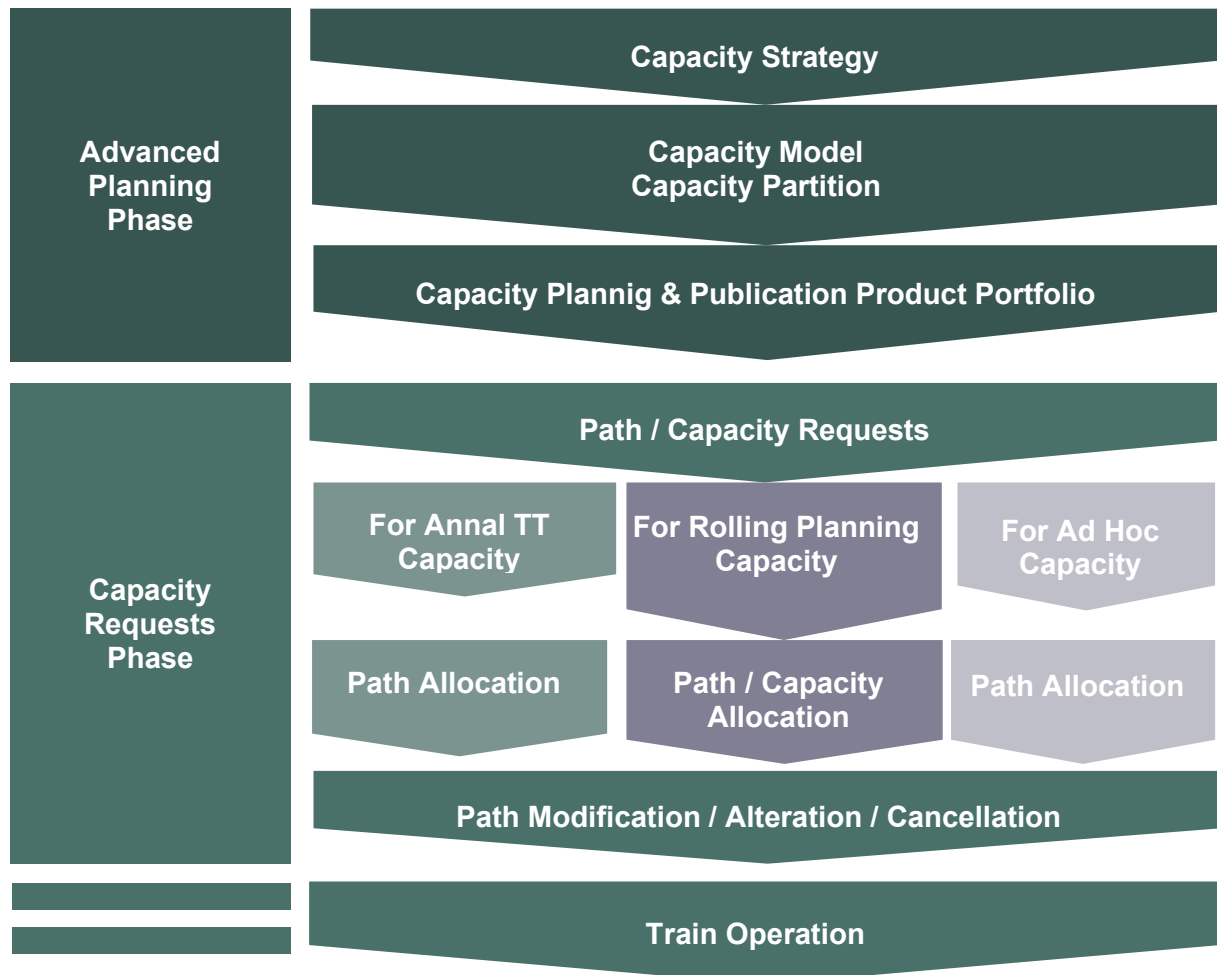 Advanced
Planning
Phase
Capacity Strategy
Capacity Model
Capacity Partition
Capacity Plannig & Publication Product Portfolio
Capacity
Requests
Phase
Path / Capacity Requests
For Annal TT
Capacity
For Rolling Planning
Capacity
For Ad Hoc
Capacity
Path Allocation
Path / Capacity
Allocation
Path Allocation
Path Modification / Alteration / Cancellation
Train Operation